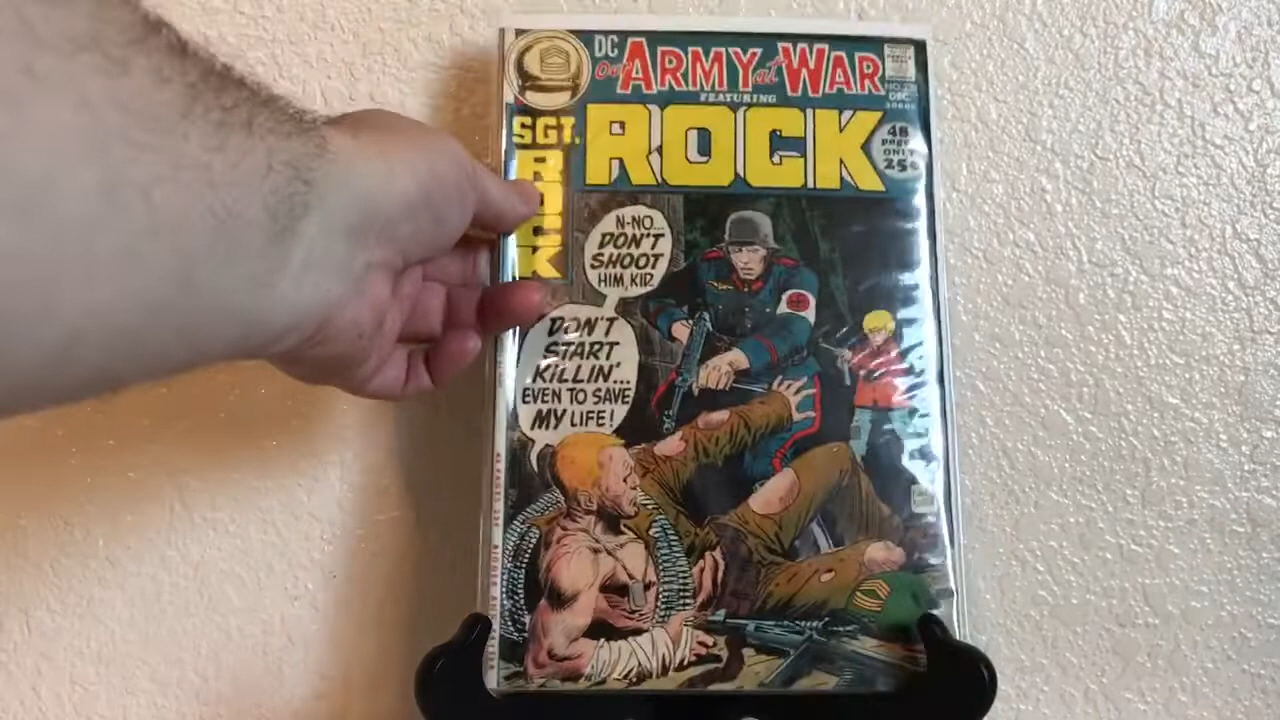 DC
Our ARMY at WAR
FEATURING
DEC.
SGT.
ROCK
ROCK
48
pages
ONLY
25¢
N-NO...
DON'T
SHOOT
HIM, KID.
DON'T
START
KILLIN'...
EVEN TO SAVE
MY LIFE!